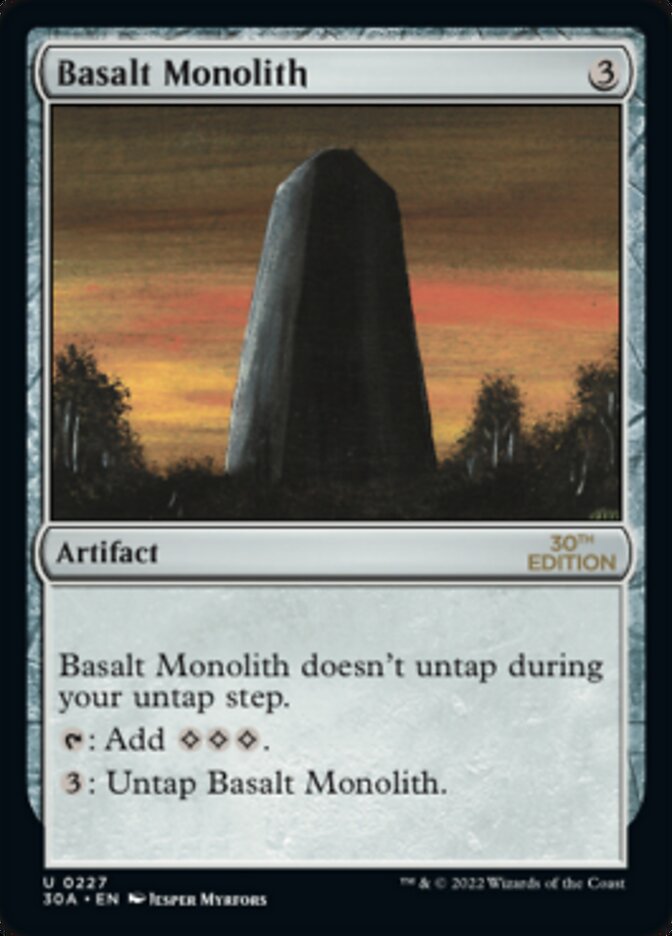 Basalt Monolith 3
Artifact
30TH
EDITION
Basalt Monolith doesn't untap during
your untap step.
: Add .
3: Untap Basalt Monolith.
U 0227
30A • EN Jesper Myrfors
™ & © 2022 Wizards of the Coast